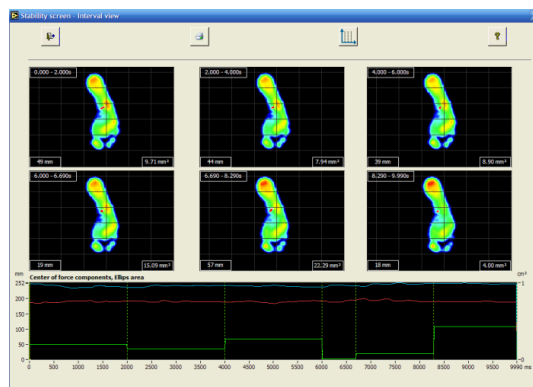 Stability screen - Interval view
?
0.000 - 2.000s
2.000 - 4.000s
4.000 - 6.000s
49 mm
9.71 mm²
44 mm
7.94 mm²
39 mm
8.90 mm²
6.000 - 6.690s
6.690 - 8.290s
8.290 - 9.990s
19 mm
15.09 mm²
57 mm
22.29 mm²
18 mm
4.00 mm²
mm
Center of force components, Ellips area
cm²
252
200
150
100
50
0
1
0
0 500 1000 1500 2000 2500 3000 3500 4000 4500 5000 5500 6000 6500 7000 7500 8000 8500 9000 9500 9990 ms